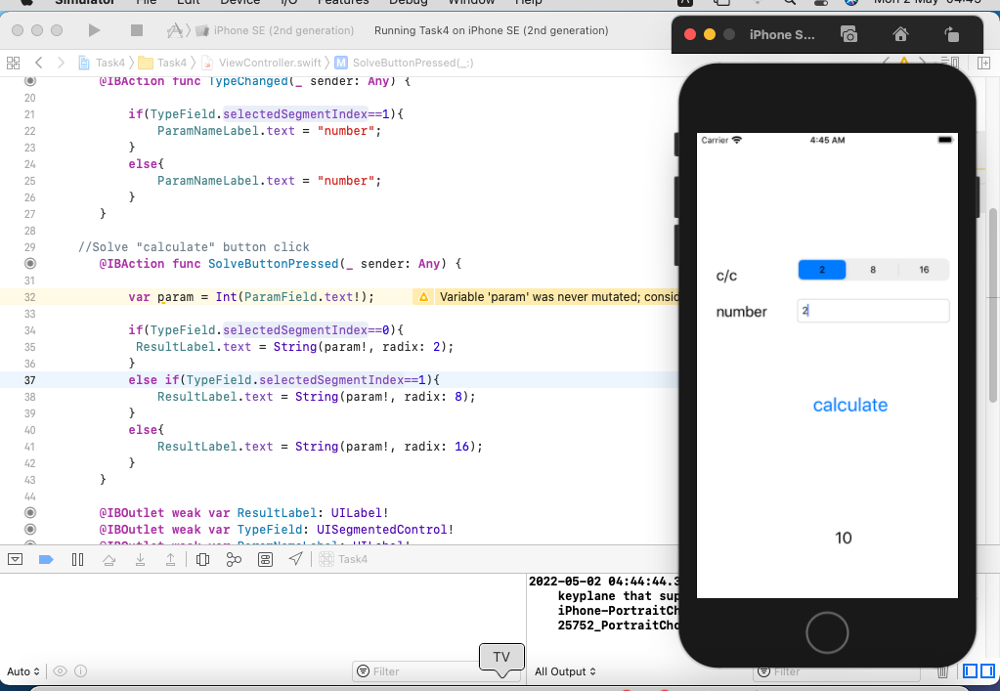 Simulator File Edit Device I/O Features Debug Window Help A Mon 2 May 04:45
iPhone SE (2nd generation) Running Task4 on iPhone SE (2nd generation)
iPhone S...
Task4 Task4 ViewController.swift M SolveButtonPressed(_:)
@IBAction func TypeChanged(_ sender: Any) {
20
21 if(TypeField.selectedSegmentIndex==1){
22 ParamNameLabel.text = "number";
23 }
24 else{
25 ParamNameLabel.text = "number";
26 }
27 }
28
29 //Solve "calculate" button click
@IBAction func SolveButtonPressed(_ sender: Any) {
31
32 var param = Int(ParamField.text!); Variable 'param' was never mutated; consid
33
34 if(TypeField.selectedSegmentIndex==0){
35 ResultLabel.text = String(param!, radix: 2);
36 }
37 else if(TypeField.selectedSegmentIndex==1){
38 ResultLabel.text = String(param!, radix: 8);
39 }
40 else{
41 ResultLabel.text = String(param!, radix: 16);
42 }
43 }
44
@IBOutlet weak var ResultLabel: UILabel!
@IBOutlet weak var TypeField: UISegmentedControl!
@IBOutlet weak var ParamNameLabel: UILabel!
Task4
2022-05-02 04:44:44.3
keyplane that sup
iPhone-PortraitCh
25752_PortraitCho
Auto Filter All Output Filter
TV
Carrier 4:45 AM
c/c 2 8 16
number 2
calculate
10